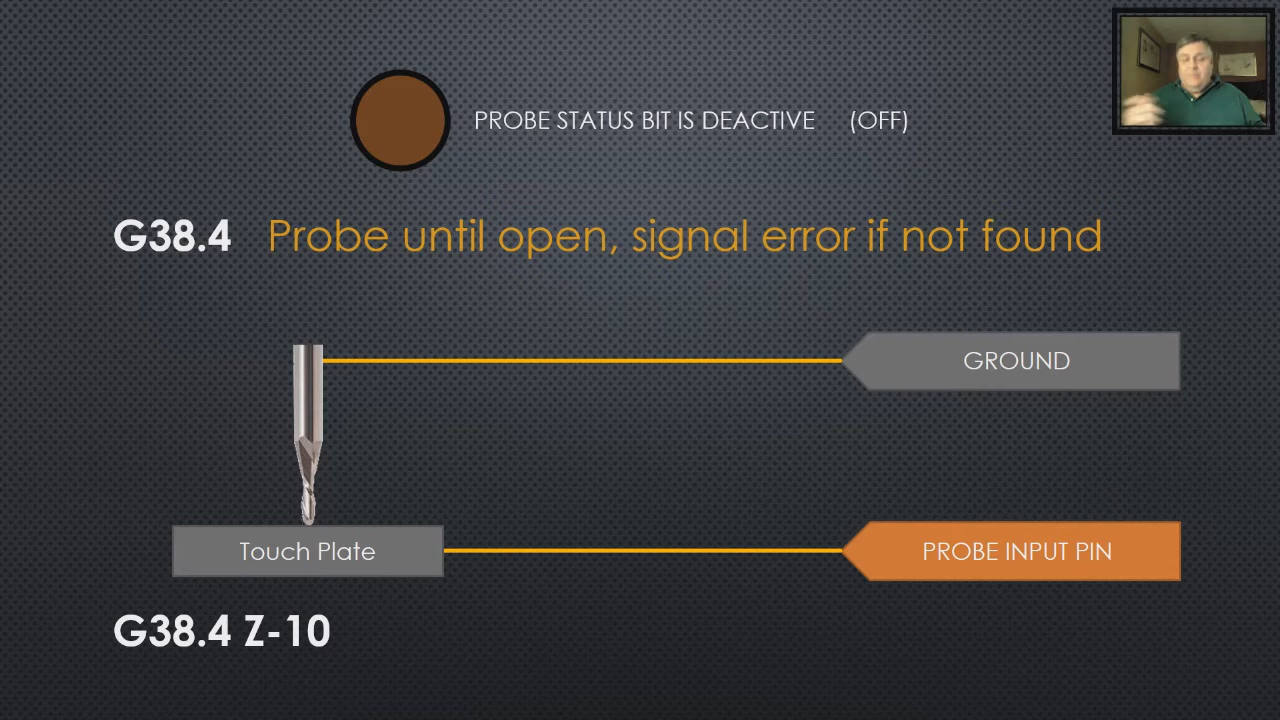 PROBE STATUS BIT IS DEACTIVE (OFF)
G38.4 Probe until open, signal error if not found
GROUND
Touch Plate
PROBE INPUT PIN
G38.4 Z-10